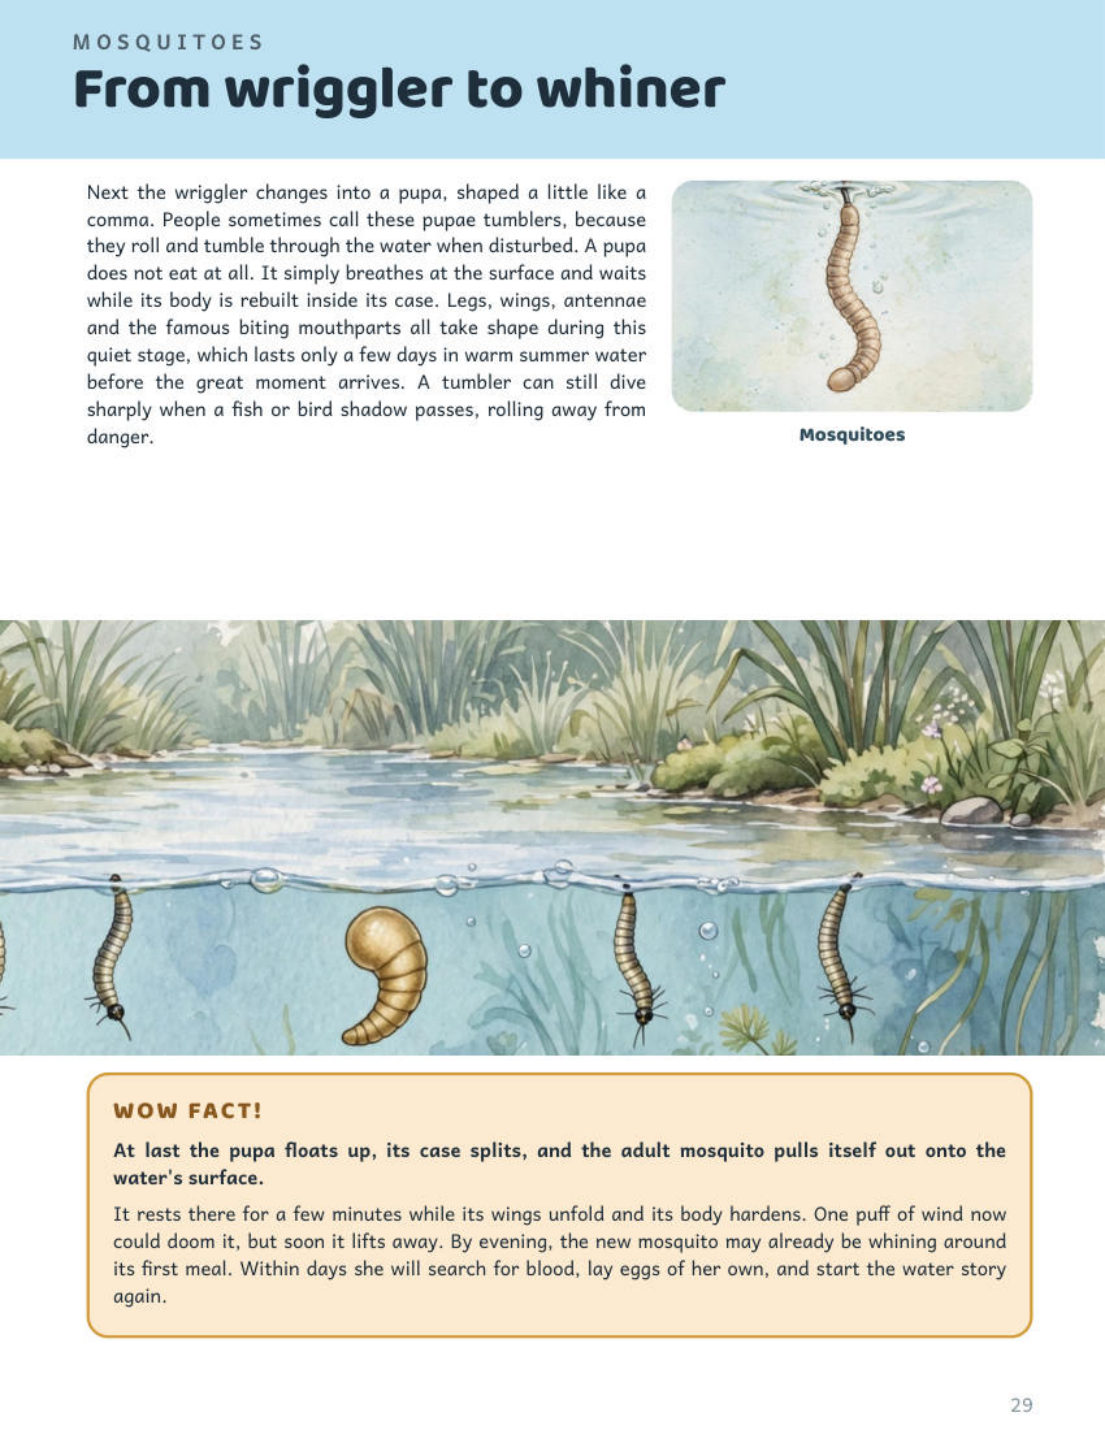 MOSQUITOES
From wriggler to whiner
Next the wriggler changes into a pupa, shaped a little like a
comma. People sometimes call these pupae tumblers, because
they roll and tumble through the water when disturbed. A pupa
does not eat at all. It simply breathes at the surface and waits
while its body is rebuilt inside its case. Legs, wings, antennae
and the famous biting mouthparts all take shape during this
quiet stage, which lasts only a few days in warm summer water
before the great moment arrives. A tumbler can still dive
sharply when a fish or bird shadow passes, rolling away from
danger.
Mosquitoes
WOW FACT!
At last the pupa floats up, its case splits, and the adult mosquito pulls itself out onto the
water's surface.
It rests there for a few minutes while its wings unfold and its body hardens. One puff of wind now
could doom it, but soon it lifts away. By evening, the new mosquito may already be whining around
its first meal. Within days she will search for blood, lay eggs of her own, and start the water story
again.
29